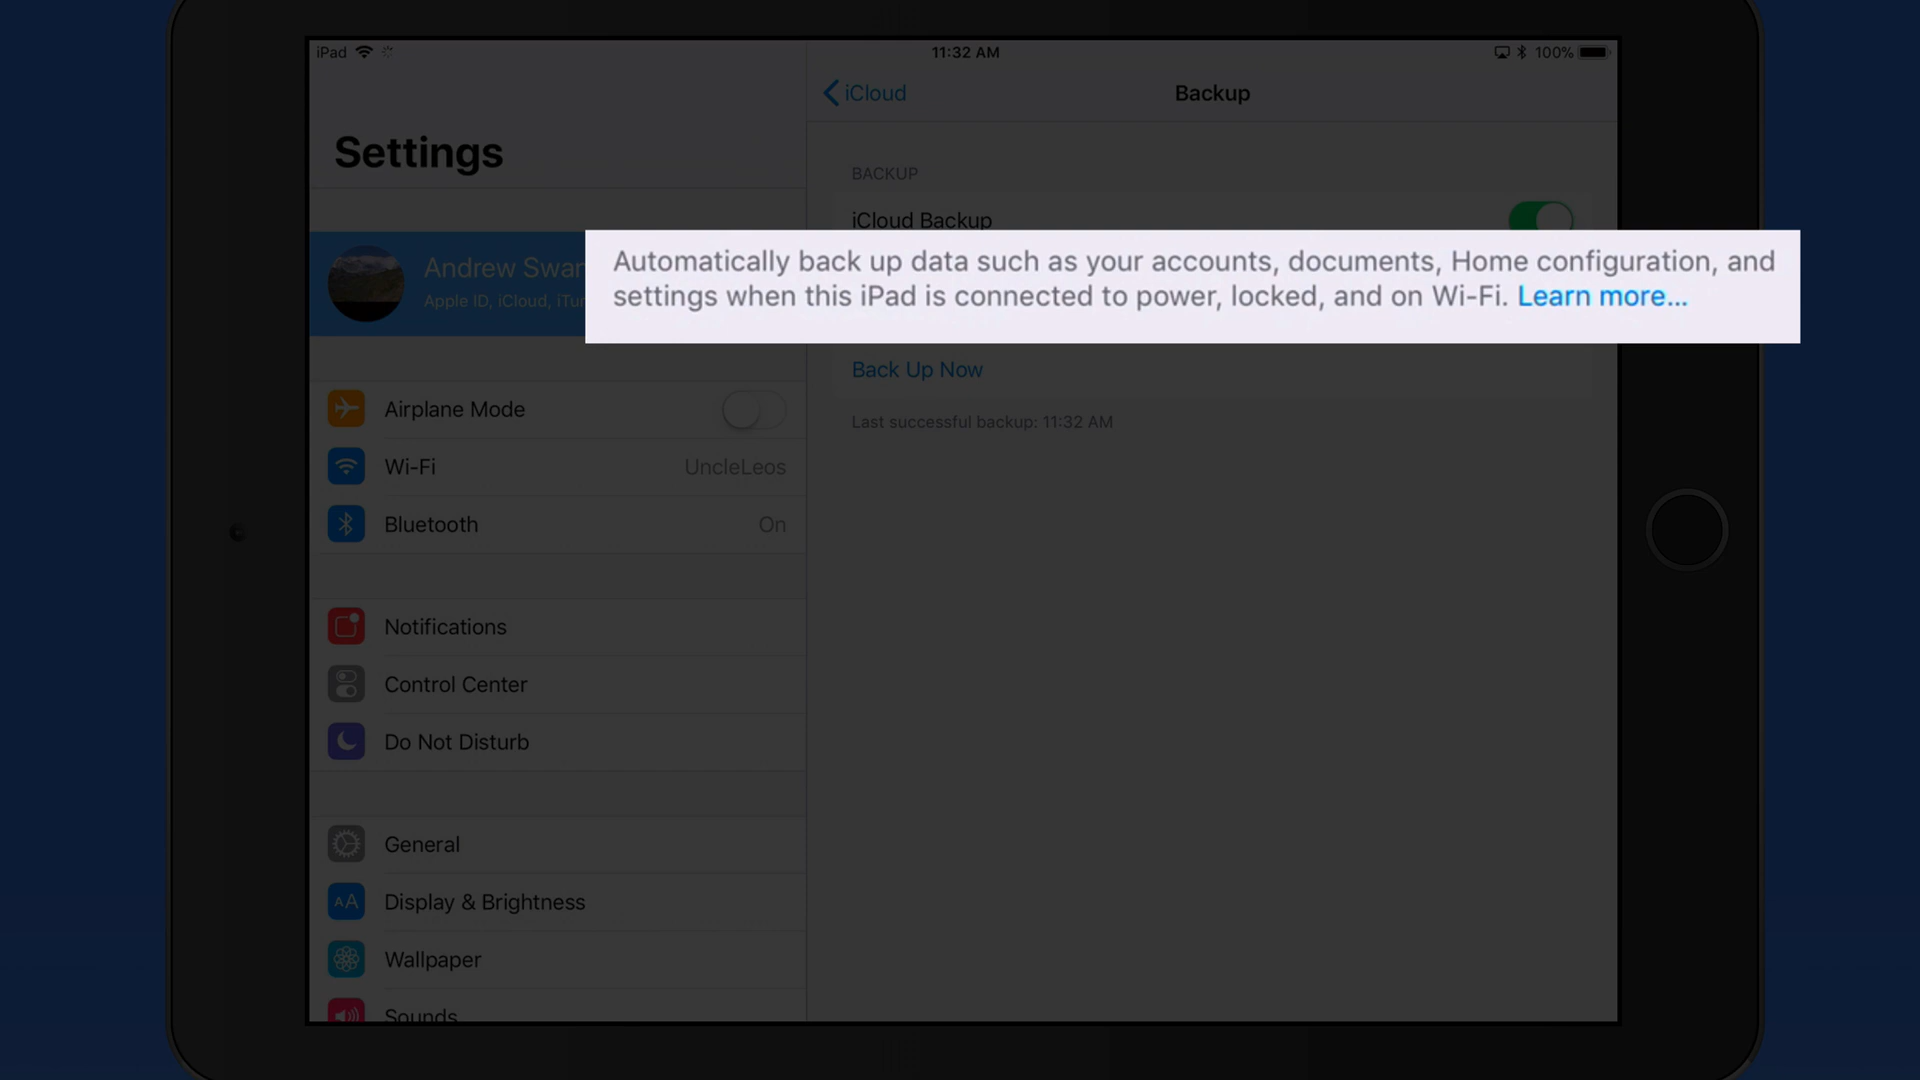 iPad
11:32 AM
100%
Settings
Andrew Swan
Apple ID, iCloud,
Airplane Mode
Wi-Fi
UncleLeos
Bluetooth
On
Notifications
Control Center
Do Not Disturb
General
AA
Display & Brightness
Wallpaper
Sounds
iCloud
Backup
BACKUP
iCloud Backup
Automatically back up data such as your accounts, documents, Home configuration, and
settings when this iPad is connected to power, locked, and on Wi-Fi. Learn more...
Back Up Now
Last successful backup: 11:32 AM